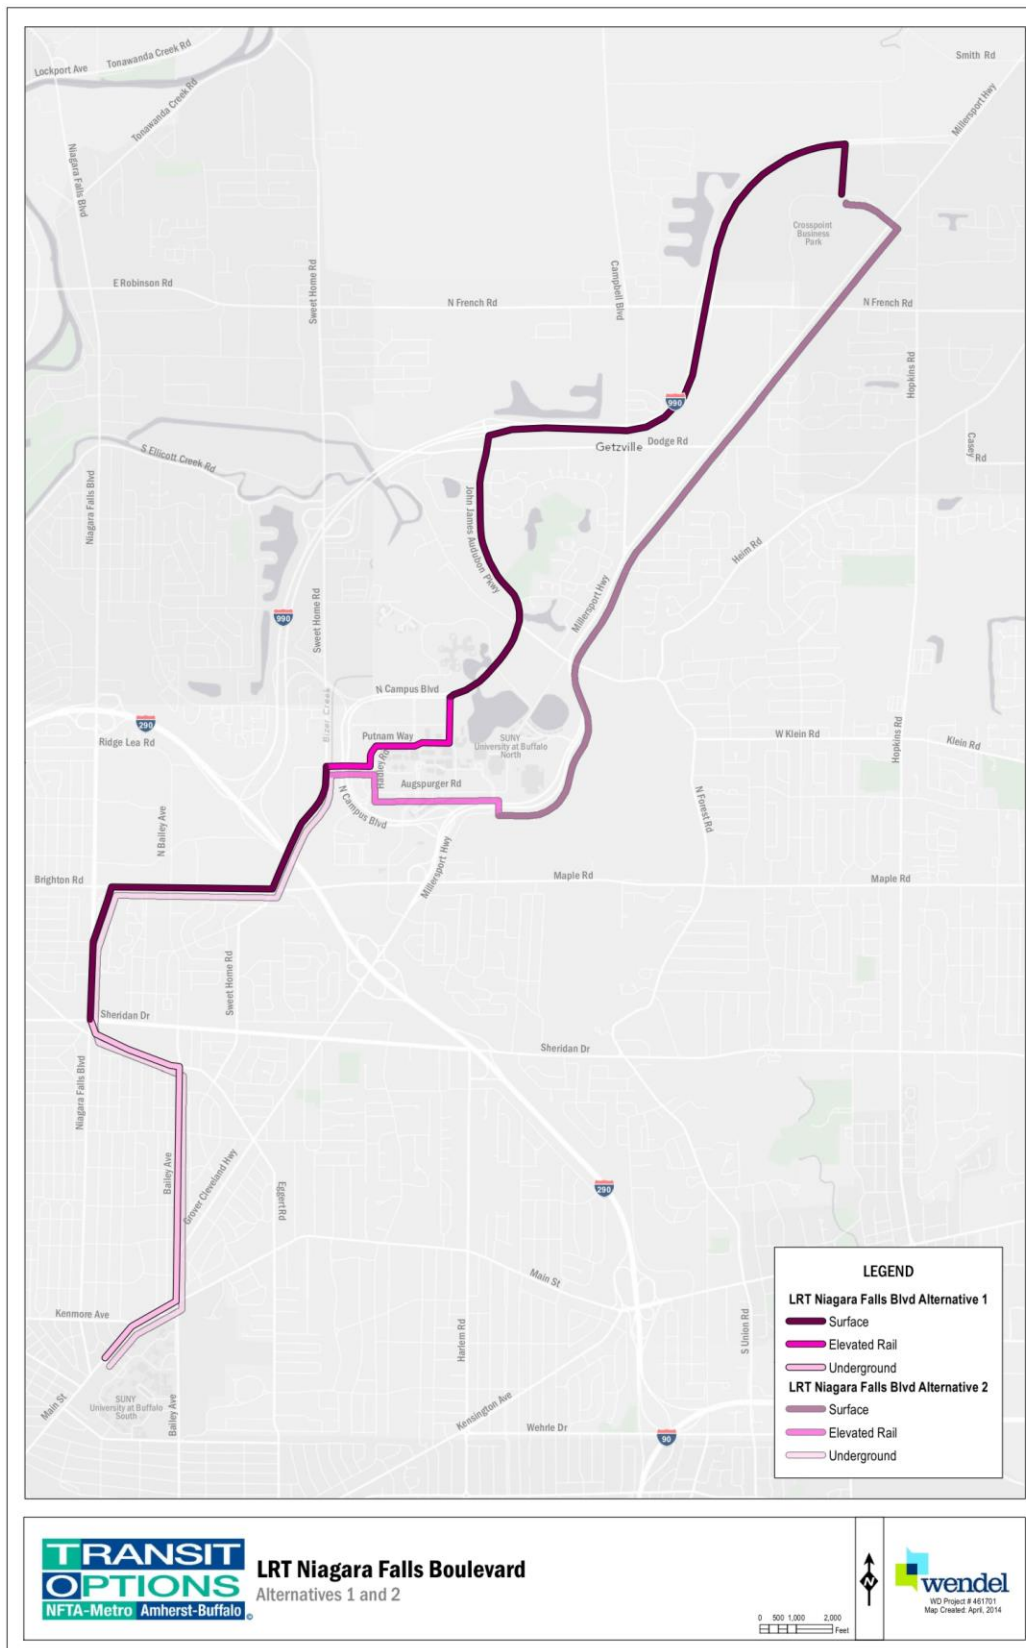 Smith Rd
Tonawanda Creek Rd
Lockport Ave
Millersport Hwy
Tonawanda Creek Rd
Niagara Falls Blvd
Crosspoint
Business
Park
Sweet Home Rd
Campbell Blvd
E Robinson Rd
N French Rd
N French Rd
Hopkins Rd
990
Getzville
Dodge Rd
Casey
Rd
S Ellicott Creek Rd
Niagara Falls Blvd
John James Audubon Pkwy
Heim Rd
Millersport Hwy
Sweet Home Rd
990
N Campus Blvd
Bizer Creek
290
Ridge Lea Rd
Putnam Way
SUNY
University at Buffalo
North
W Klein Rd
Hopkins Rd
Klein Rd
Hadley Rd
Augspurger Rd
N Campus Blvd
N Forest Rd
N Bailey Ave
Millersport Hwy
Brighton Rd
Maple Rd
Maple Rd
Sweet Home Rd
Sheridan Dr
Sheridan Dr
Niagara Falls Blvd
Bailey Ave
Grover Cleveland Hwy
Eggert Rd
290
Main St
Kenmore Ave
Harlem Rd
S Union Rd
Main St
SUNY
University at Buffalo
South
Bailey Ave
Kensington Ave
Wehrle Dr
90
LEGEND
LRT Niagara Falls Blvd Alternative 1
Surface
Elevated Rail
Underground
LRT Niagara Falls Blvd Alternative 2
Surface
Elevated Rail
Underground
TRANSIT
OPTIONS
NFTA-Metro Amherst-Buffalo ©
LRT Niagara Falls Boulevard
Alternatives 1 and 2
N
0 500 1,000 2,000
Feet
wendel
WD Project # 461701
Map Created: April, 2014